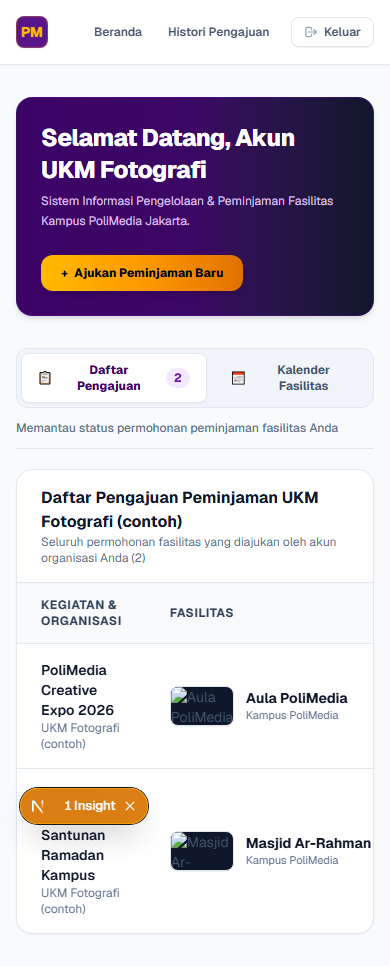 PM
Beranda
Histori Pengajuan
Keluar
Selamat Datang, Akun
UKM Fotografi
Sistem Informasi Pengelolaan & Peminjaman Fasilitas
Kampus PoliMedia Jakarta.
+ Ajukan Peminjaman Baru
Daftar
Pengajuan
2
Kalender
Fasilitas
Memantau status permohonan peminjaman fasilitas Anda
Daftar Pengajuan Peminjaman UKM
Fotografi (contoh)
Seluruh permohonan fasilitas yang diajukan oleh akun
organisasi Anda (2)
KEGIATAN &
ORGANISASI
FASILITAS
PoliMedia
Creative
Expo 2026
UKM Fotografi
(contoh)
Aula
PoliMedia
Aula PoliMedia
Kampus PoliMedia
N 1 Insight ×
Santunan
Ramadan
Kampus
UKM Fotografi
(contoh)
Masjid
Ar-
Masjid Ar-Rahman
Kampus PoliMedia